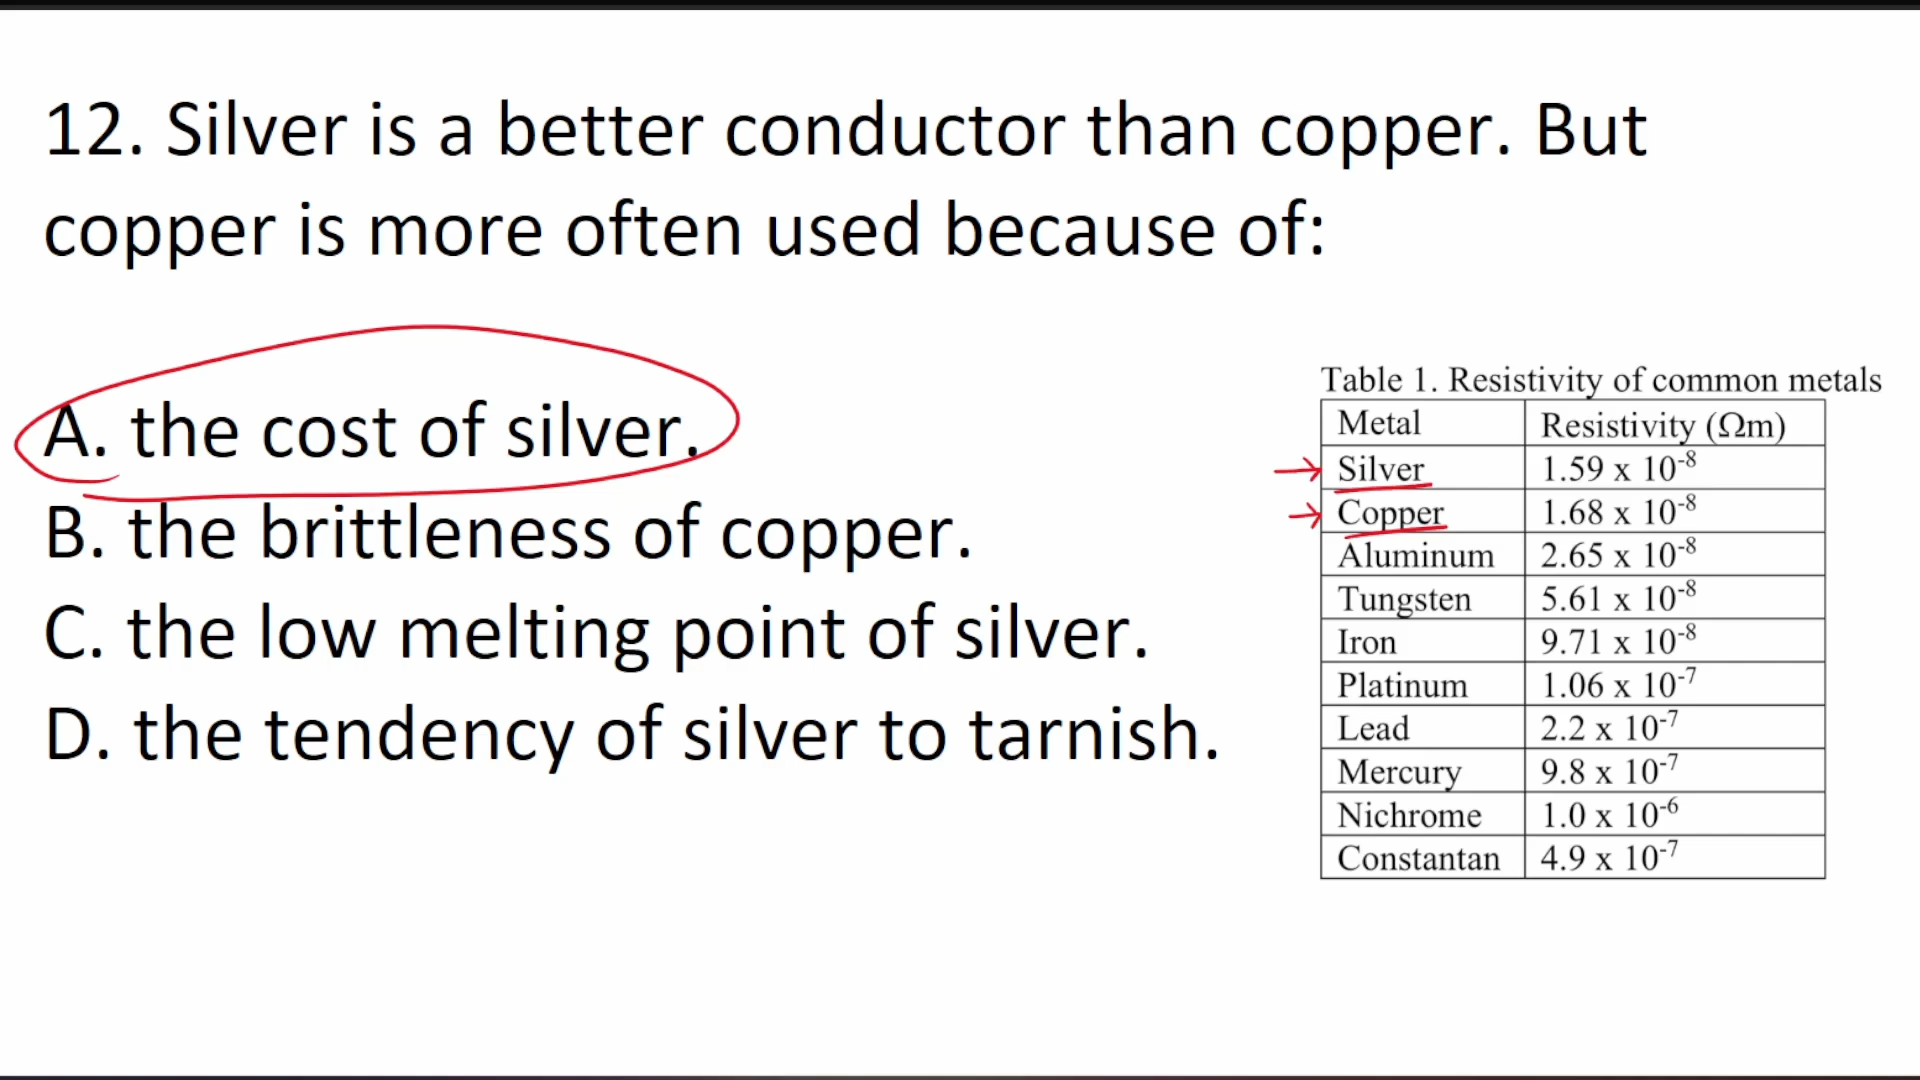 12. Silver is a better conductor than copper. But
copper is more often used because of:
A. the cost of silver.
B. the brittleness of copper.
C. the low melting point of silver.
D. the tendency of silver to tarnish.
Table 1. Resistivity of common metals
Metal Resistivity (Ωm)
Silver 1.59 x 10⁻⁸
Copper 1.68 x 10⁻⁸
Aluminum 2.65 x 10⁻⁸
Tungsten 5.61 x 10⁻⁸
Iron 9.71 x 10⁻⁸
Platinum 1.06 x 10⁻⁷
Lead 2.2 x 10⁻⁷
Mercury 9.8 x 10⁻⁷
Nichrome 1.0 x 10⁻⁶
Constantan 4.9 x 10⁻⁷